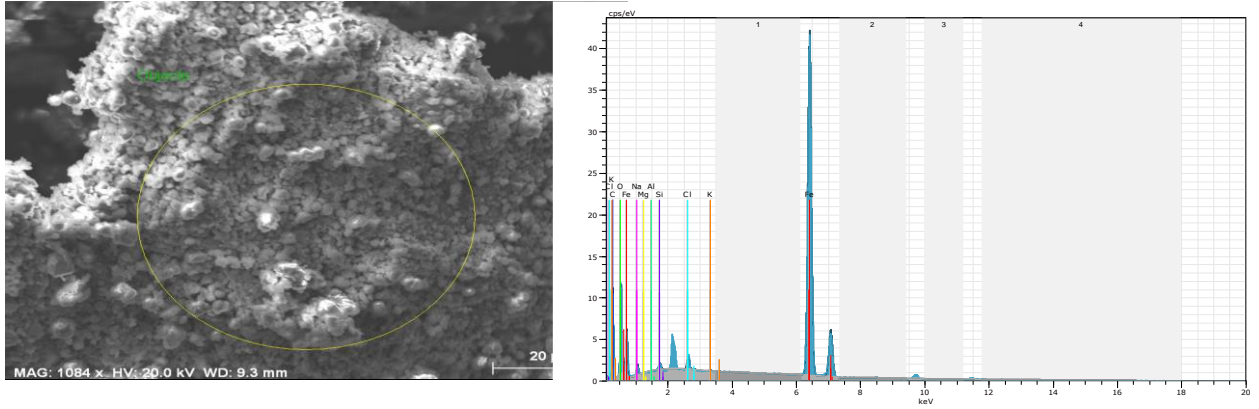 Objects
MAG: 1084 x HV: 20.0 kV WD: 9.3 mm
20 μ
cps/eV
1 2 3 4
40
35
30
25
20
15
10
5
0
K
Cl O Na Al
C Fe Mg Si Cl K Fe
2 4 6 8 10 12 14 16 18 20
keV